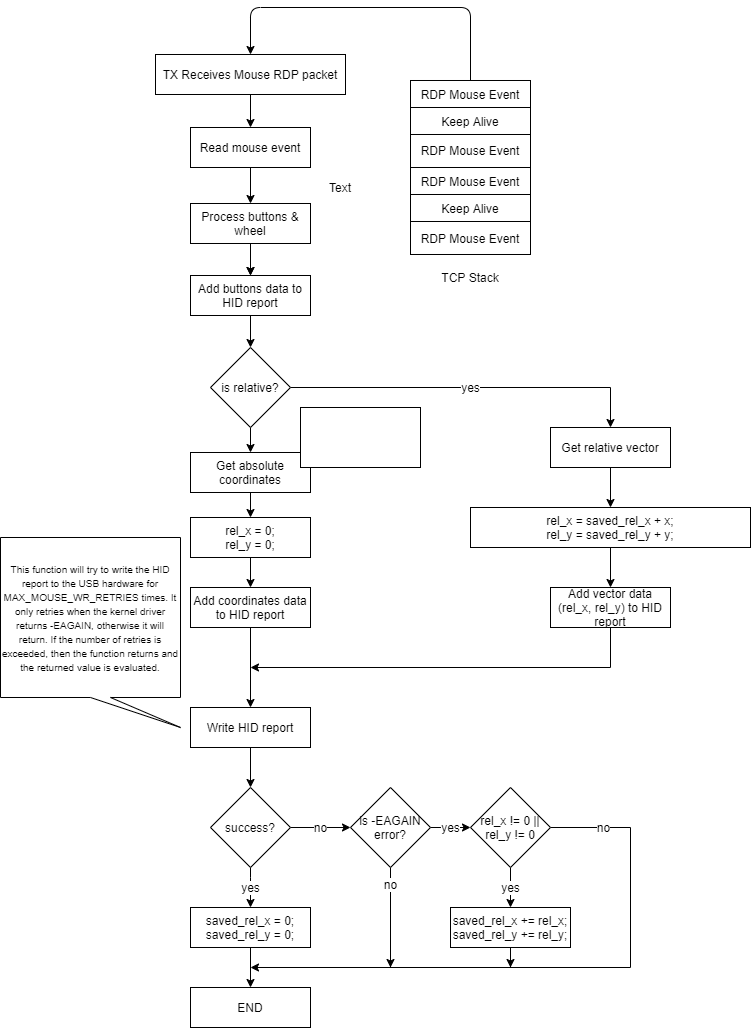 TX Receives Mouse RDP packet
Read mouse event
Process buttons &
wheel
Add buttons data to
HID report
Text
RDP Mouse Event
Keep Alive
RDP Mouse Event
RDP Mouse Event
Keep Alive
RDP Mouse Event
TCP Stack
is relative?
yes
Get absolute
coordinates
Get relative vector
rel_x = 0;
rel_y = 0;
rel_x = saved_rel_x + x;
rel_y = saved_rel_y + y;
Add coordinates data
to HID report
Add vector data
(rel_x, rel_y) to HID
report
This function will try to write the HID
report to the USB hardware for
MAX_MOUSE_WR_RETRIES times. It
only retries when the kernel driver
returns -EAGAIN, otherwise it will
return. If the number of retries is
exceeded, then the function returns and
the returned value is evaluated.
Write HID report
success?
no
is -EAGAIN
error?
yes
rel_x != 0 ||
rel_y != 0
no
yes
no
yes
saved_rel_x = 0;
saved_rel_y = 0;
saved_rel_x += rel_x;
saved_rel_y += rel_y;
END